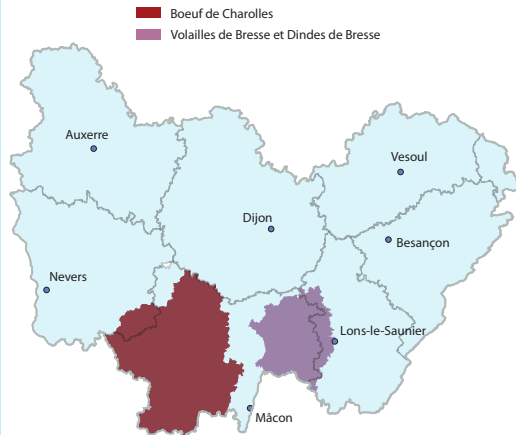 Boeuf de Charolles
Volailles de Bresse et Dindes de Bresse
Auxerre
Vesoul
Dijon
Besançon
Nevers
Lons-le-Saunier
Mâcon